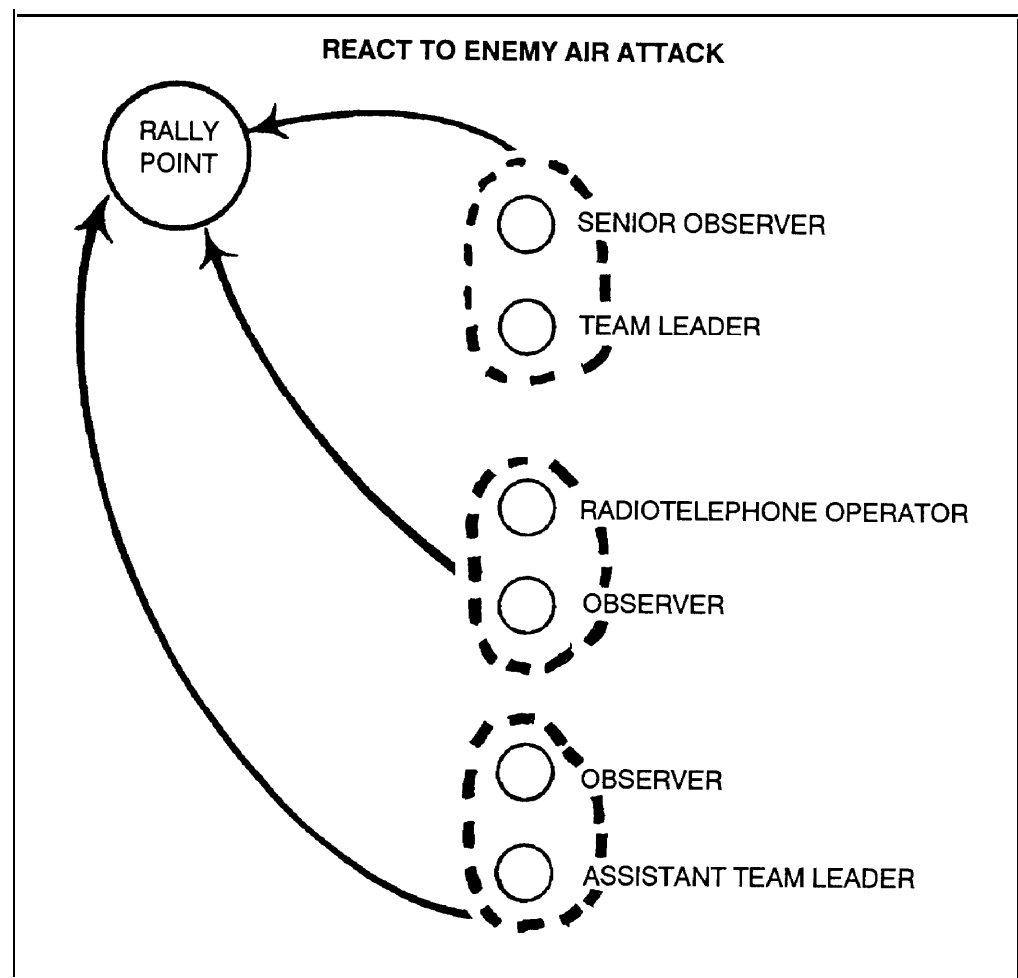 REACT TO ENEMY AIR ATTACK
RALLY
POINT
SENIOR OBSERVER
TEAM LEADER
RADIOTELEPHONE OPERATOR
OBSERVER
OBSERVER
ASSISTANT TEAM LEADER